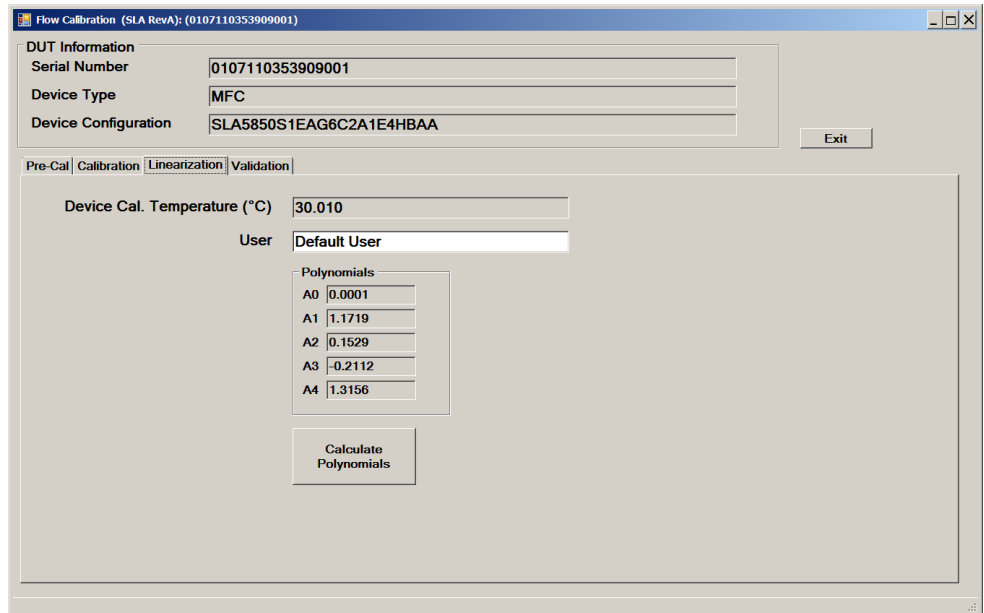 Flow Calibration (SLA RevA): (0107110353909001)
DUT Information
Serial Number 0107110353909001
Device Type MFC
Device Configuration SLA5850S1EAG6C2A1E4HBAA
Exit
Pre-Cal Calibration Linearization Validation
Device Cal. Temperature (°C) 30.010
User Default User
Polynomials
A0 0.0001
A1 1.1719
A2 0.1529
A3 -0.2112
A4 1.3156
Calculate
Polynomials